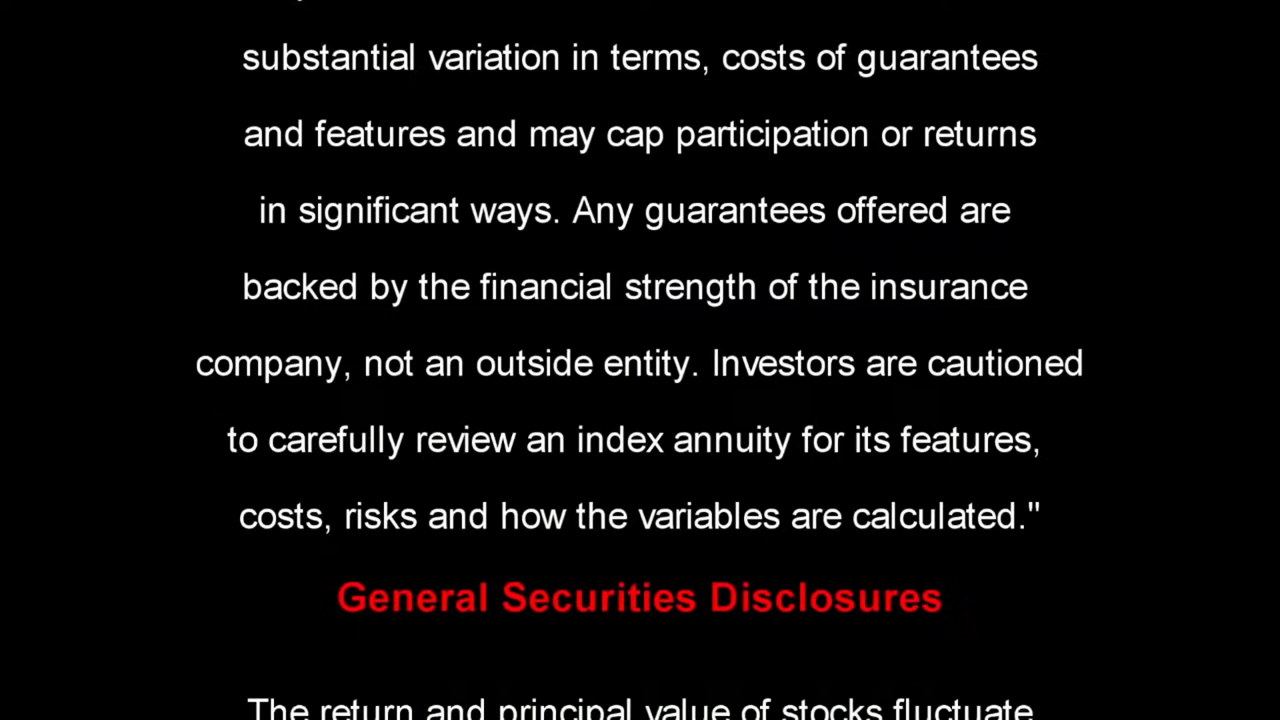 substantial variation in terms, costs of guarantees
and features and may cap participation or returns
in significant ways. Any guarantees offered are
backed by the financial strength of the insurance
company, not an outside entity. Investors are cautioned
to carefully review an index annuity for its features,
costs, risks and how the variables are calculated."
General Securities Disclosures
The return and principal value of stocks fluctuate